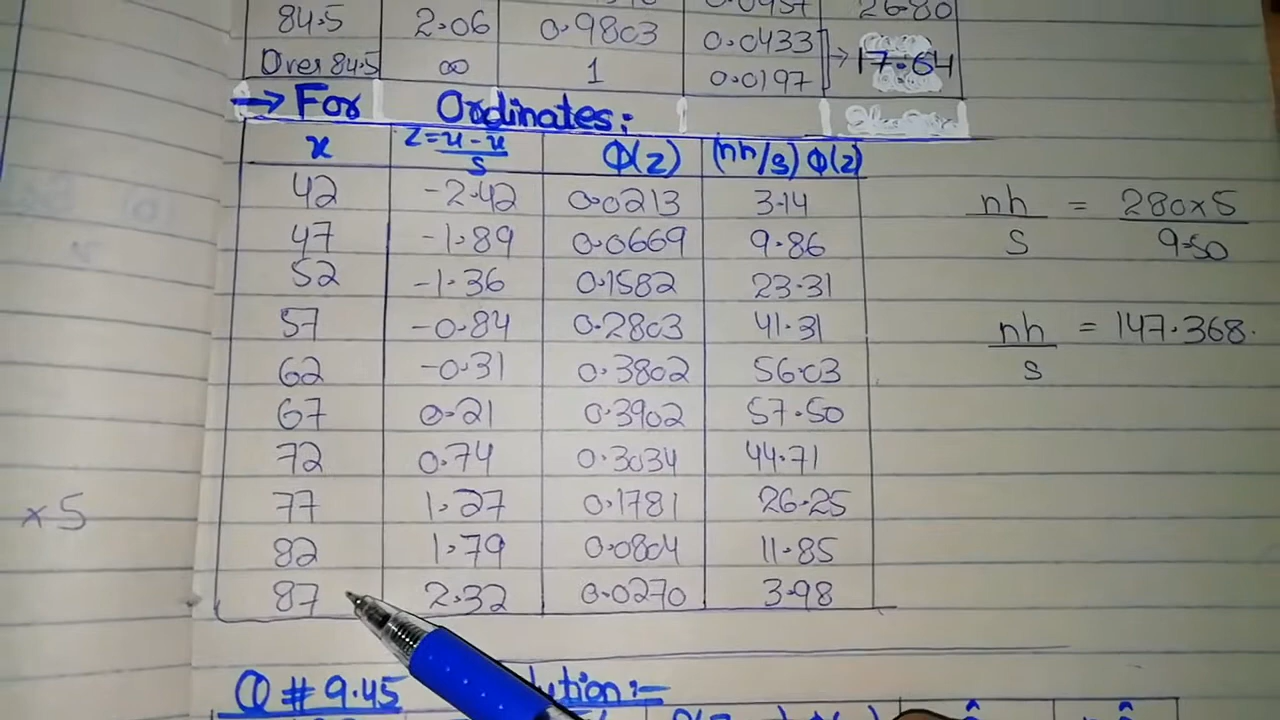 84.5 2.06 0.9803 0.0433 2680
Over 84.5 ∞ 1 0.0197 → 17.64
→ For Ordinates:
x Z=x-x/s Φ(z) (nh/s) Φ(z)
42 -2.42 0.0213 3.14
47 -1.89 0.0669 9.86
52 -1.36 0.1582 23.31
57 -0.84 0.2803 41.31
62 -0.31 0.3802 56.03
67 0.21 0.3902 57.50
72 0.74 0.3034 44.71
77 1.27 0.1781 26.25
82 1.79 0.0804 11.85
87 2.32 0.0270 3.98
nh/s = 280×5/9.50
nh/s = 147.368.
×5
Q # 9.45